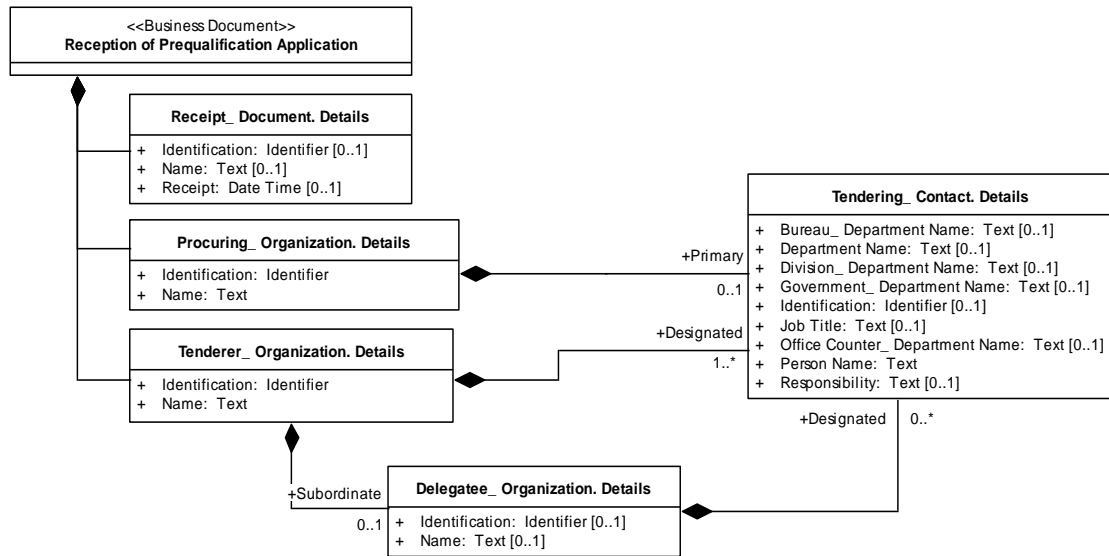 <<Business Document>>
Reception of Prequalification Application
Receipt_ Document. Details
+ Identification: Identifier [0..1]
+ Name: Text [0..1]
+ Receipt: Date Time [0..1]
Procuring_ Organization. Details
+ Identification: Identifier
+ Name: Text
Tenderer_ Organization. Details
+ Identification: Identifier
+ Name: Text
+Primary
0..1
+Designated
1..*
Tendering_ Contact. Details
+ Bureau_ Department Name: Text [0..1]
+ Department Name: Text [0..1]
+ Division_ Department Name: Text [0..1]
+ Government_ Department Name: Text [0..1]
+ Identification: Identifier [0..1]
+ Job Title: Text [0..1]
+ Office Counter_ Department Name: Text [0..1]
+ Person Name: Text
+ Responsibility: Text [0..1]
+Designated 0..*
+Subordinate
0..1
Delegatee_ Organization. Details
+ Identification: Identifier [0..1]
+ Name: Text [0..1]